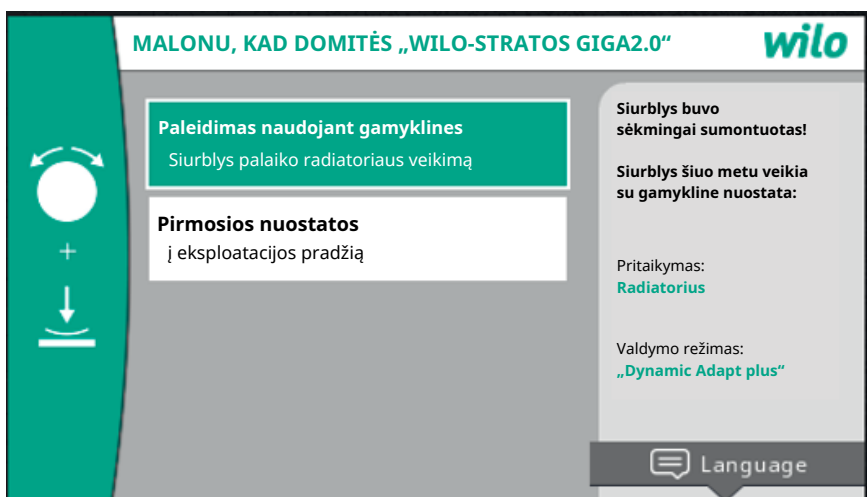 MALONU, KAD DOMITĖS „WILO-STRATOS GIGA2.0“
wilo
Paleidimas naudojant gamyklines
Siurblys palaiko radiatoriaus veikimą
Pirmosios nuostatos
į eksploatacijos pradžią
Siurblys buvo
sėkmingai sumontuotas!
Siurblys šiuo metu veikia
su gamykline nuostata:
Pritaikymas:
Radiatorius
Valdymo režimas:
„Dynamic Adapt plus“
Language